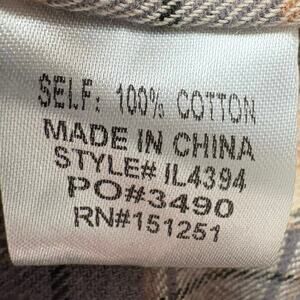 SELF: 100% COTTON
MADE IN CHINA
STYLE# IL4394
PO#3490
RN#151251